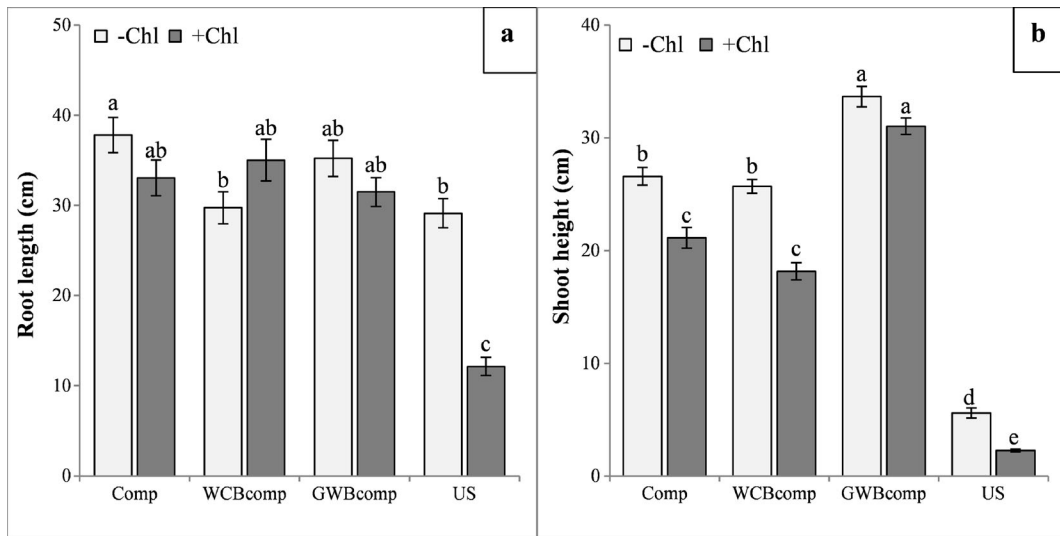 50
-Chl +Chl
a
40
a
ab
ab
ab
ab
b
b
30
20
c
10
0
Root length (cm)
Comp WCBcomp GWBcomp US
40
-Chl +Chl
b
a
a
30
b
b
c
c
20
10
d
e
0
Shoot height (cm)
Comp WCBcomp GWBcomp US